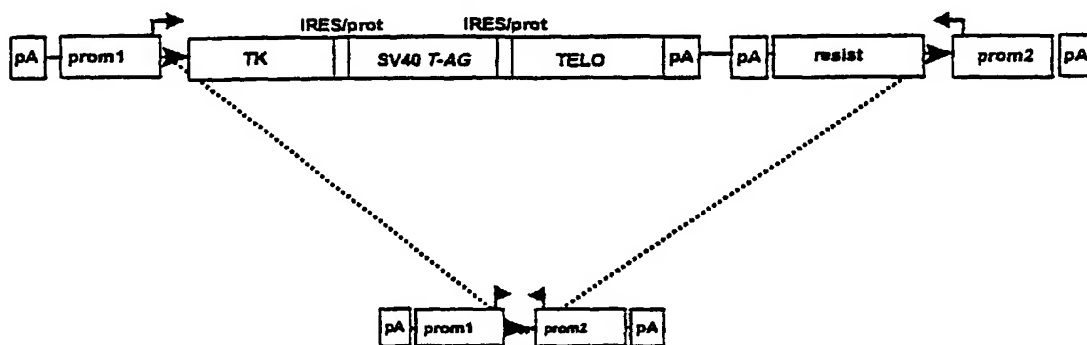 IRES/prot IRES/prot
pA prom1 TK SV40 T-AG TELO pA pA resist prom2 pA
pA prom1 prom2 pA